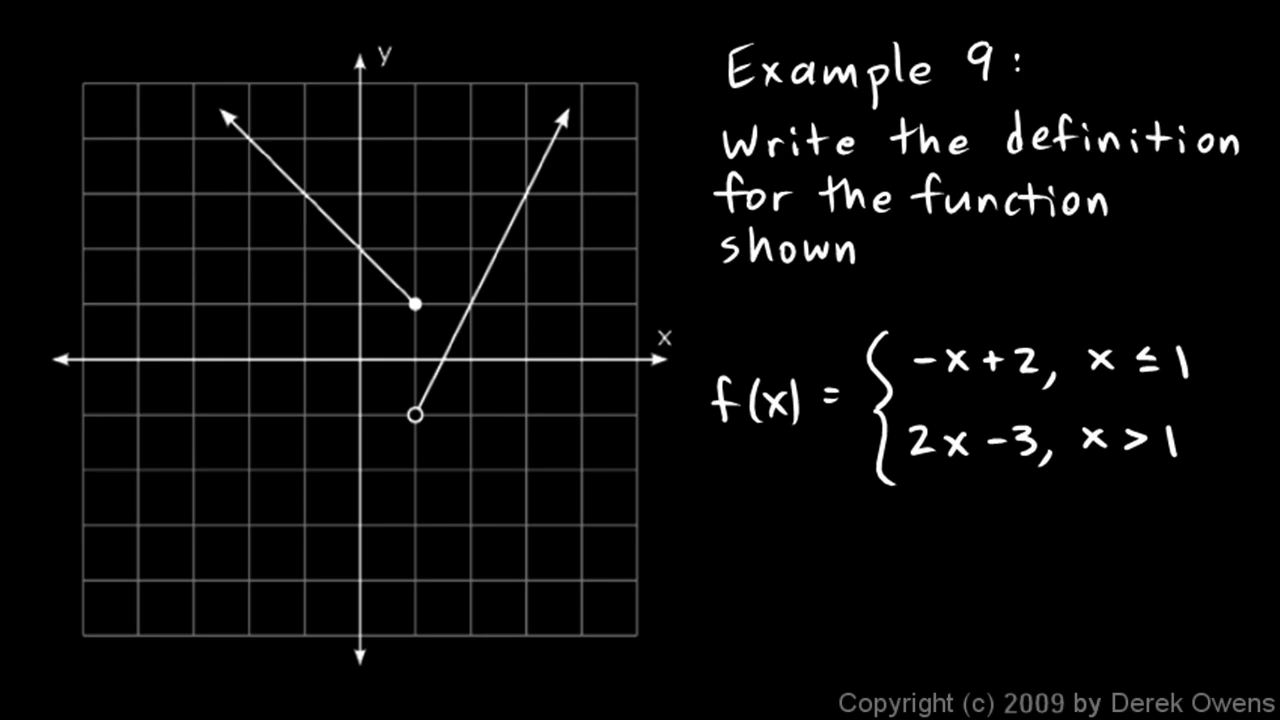 y
x
Example 9:
Write the definition
for the function
shown
f(x) = { -x + 2, x ≤ 1
2x - 3, x > 1
Copyright (c) 2009 by Derek Owens